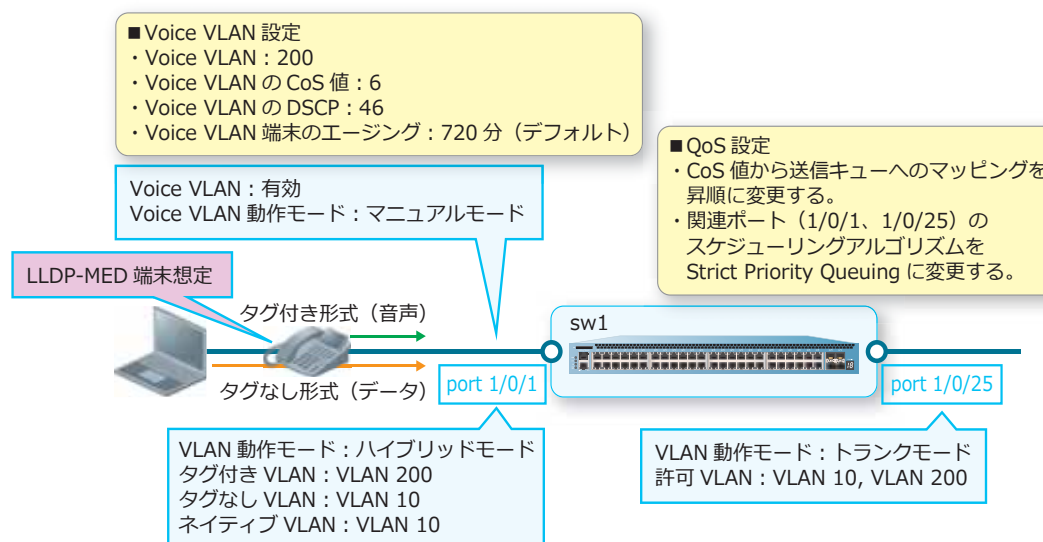 ■Voice VLAN 設定
・Voice VLAN：200
・Voice VLAN の CoS 値：6
・Voice VLAN の DSCP：46
・Voice VLAN 端末のエージング：720 分（デフォルト）
■QoS 設定
・CoS 値から送信キューへのマッピングを
昇順に変更する。
・関連ポート（1/0/1、1/0/25）の
スケジューリングアルゴリズムを
Strict Priority Queuing に変更する。
Voice VLAN：有効
Voice VLAN 動作モード：マニュアルモード
LLDP-MED 端末想定
タグ付き形式（音声）
タグなし形式（データ）
port 1/0/1
sw1
port 1/0/25
VLAN 動作モード：ハイブリッドモード
タグ付き VLAN：VLAN 200
タグなし VLAN：VLAN 10
ネイティブ VLAN：VLAN 10
VLAN 動作モード：トランクモード
許可 VLAN：VLAN 10, VLAN 200